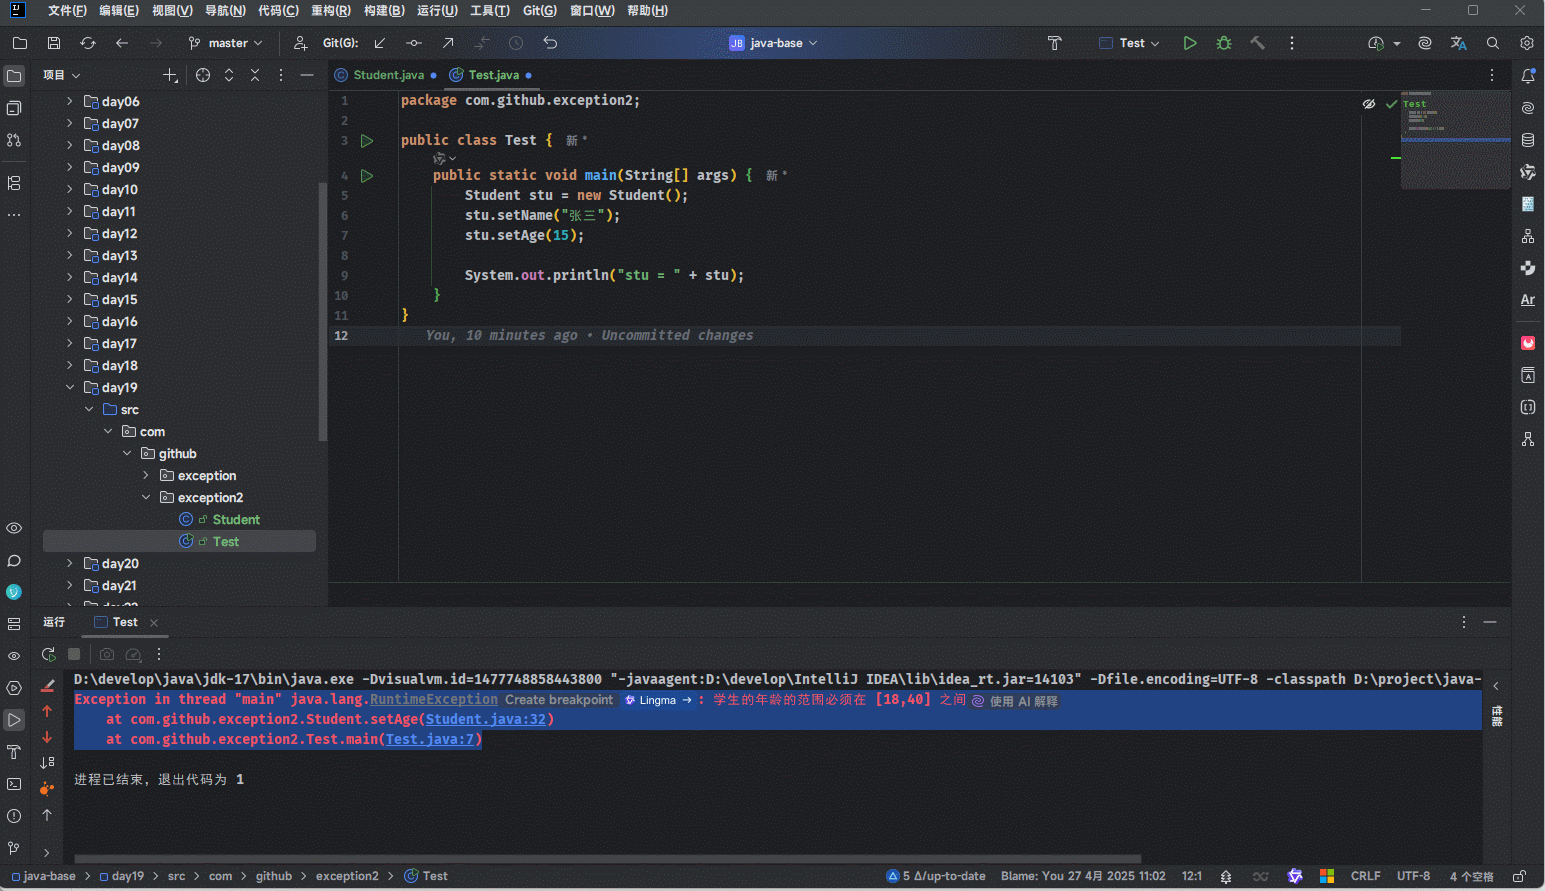 文件(F) 编辑(E) 视图(V) 导航(N) 代码(C) 重构(R) 构建(B) 运行(U) 工具(T) Git(G) 窗口(W) 帮助(H)
master Git(G): JB java-base Test
项目
Student.java Test.java
day06
day07
day08
day09
day10
day11
day12
day13
day14
day15
day16
day17
day18
day19
src
com
github
exception
exception2
Student
Test
day20
day21
1 package com.github.exception2;
2
3 public class Test { 新 *
4 public static void main(String[] args) { 新 *
5 Student stu = new Student();
6 stu.setName("张三");
7 stu.setAge(15);
8
9 System.out.println("stu = " + stu);
10 }
11 }
12 You, 10 minutes ago • Uncommitted changes
Test
Ar
运行 Test
D:\develop\java\jdk-17\bin\java.exe -Dvisualvm.id=1477748858443800 "-javaagent:D:\develop\IntelliJ IDEA\lib\idea_rt.jar=14103" -Dfile.encoding=UTF-8 -classpath D:\project\java-
Exception in thread "main" java.lang.RuntimeException Create breakpoint Lingma → : 学生的年龄的范围必须在 [18,40] 之间 使用 AI 解释
at com.github.exception2.Student.setAge(Student.java:32)
at com.github.exception2.Test.main(Test.java:7)
进程已结束，退出代码为 1
性能
java-base > day19 > src > com > github > exception2 > Test 5 Δ/up-to-date Blame: You 27 4月 2025 11:02 12:1 CRLF UTF-8 4 个空格